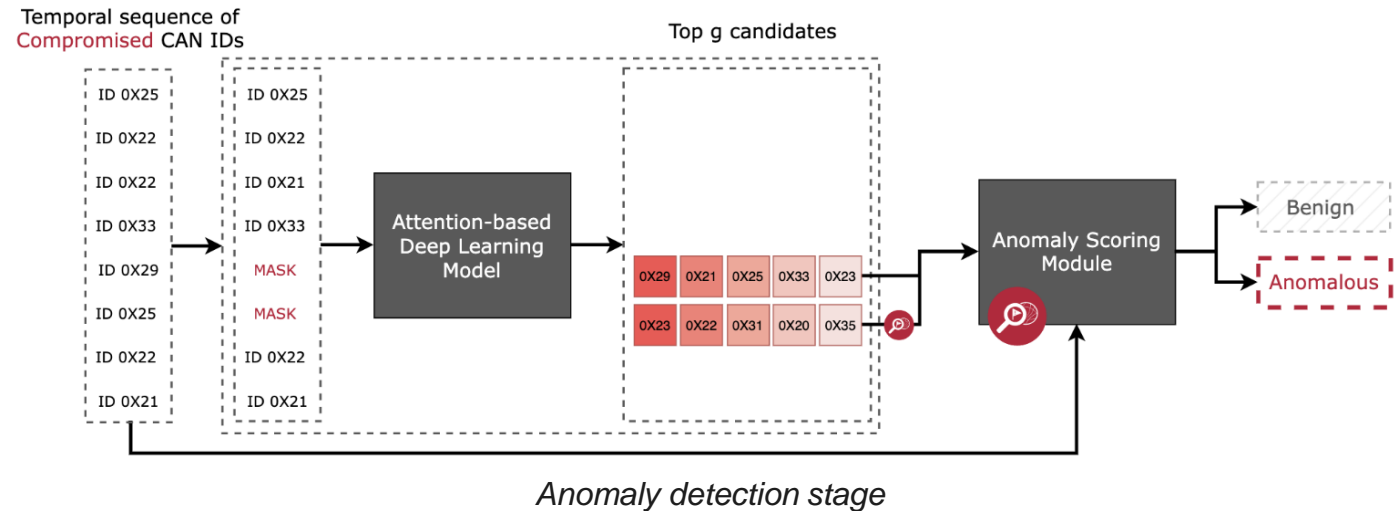 Temporal sequence of
Compromised CAN IDs
Top g candidates
ID 0X25
ID 0X22
ID 0X22
ID 0X33
ID 0X29
ID 0X25
ID 0X22
ID 0X21
ID 0X25
ID 0X22
ID 0X21
ID 0X33
MASK
MASK
ID 0X22
ID 0X21
Attention-based
Deep Learning
Model
0X29 0X21 0X25 0X33 0X23
0X23 0X22 0X31 0X20 0X35
Anomaly Scoring
Module
Benign
Anomalous
Anomaly detection stage